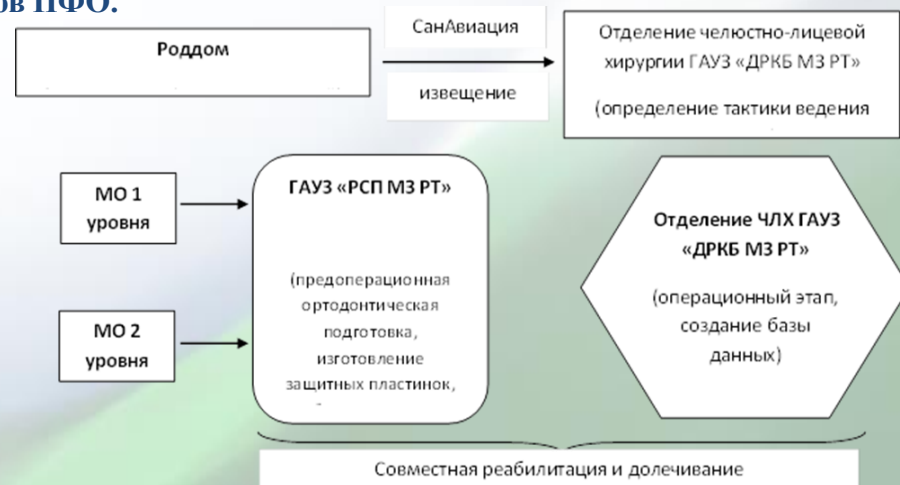 ПФО.
Роддом
СанАвиация
извещение
Отделение челюстно-лицевой
хирургии ГАУЗ «ДРКБ МЗ РТ»
(определение тактики ведения
МО 1
уровня
МО 2
уровня
ГАУЗ «РСП МЗ РТ»
(предоперационная
ортодонтическая
подготовка,
изготовление
защитных пластинок,
Отделение ЧЛХ ГАУЗ
«ДРКБ МЗ РТ»
(операционный этап,
создание базы
данных)
Совместная реабилитация и долечивание